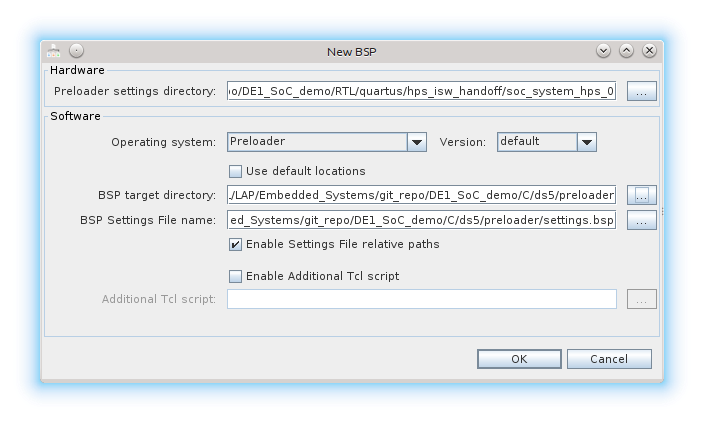 New BSP
Hardware
Preloader settings directory: o/DE1_SoC_demo/RTL/quartus/hps_isw_handoff/soc_system_hps_0 ...
Software
Operating system: Preloader Version: default
Use default locations
BSP target directory: ./LAP/Embedded_Systems/git_repo/DE1_SoC_demo/C/ds5/preloader ...
BSP Settings File name: ed_Systems/git_repo/DE1_SoC_demo/C/ds5/preloader/settings.bsp ...
Enable Settings File relative paths
Enable Additional Tcl script
Additional Tcl script: ...
OK Cancel